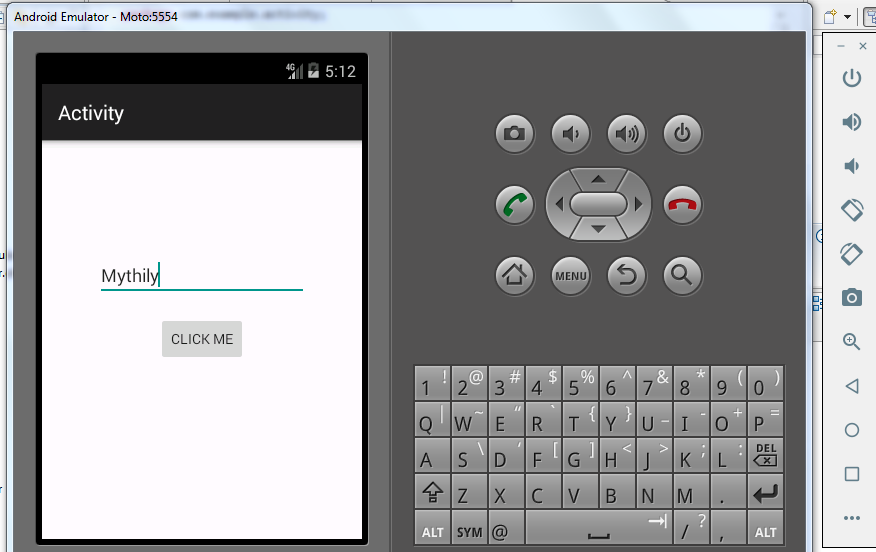 Android Emulator - Moto:5554
4G 5:12
Activity
Mythily
CLICK ME
MENU
1 ! 2 @ 3 # 4 $ 5 % 6 ^ 7 & 8 * 9 ( 0 )
Q | W ~ E “ R ` T { Y } U _ I - O + P =
A S \ D ‘ F [ G ] H < J > K ; L : DEL
Z X C V B N M .
ALT SYM @ / ? , ALT